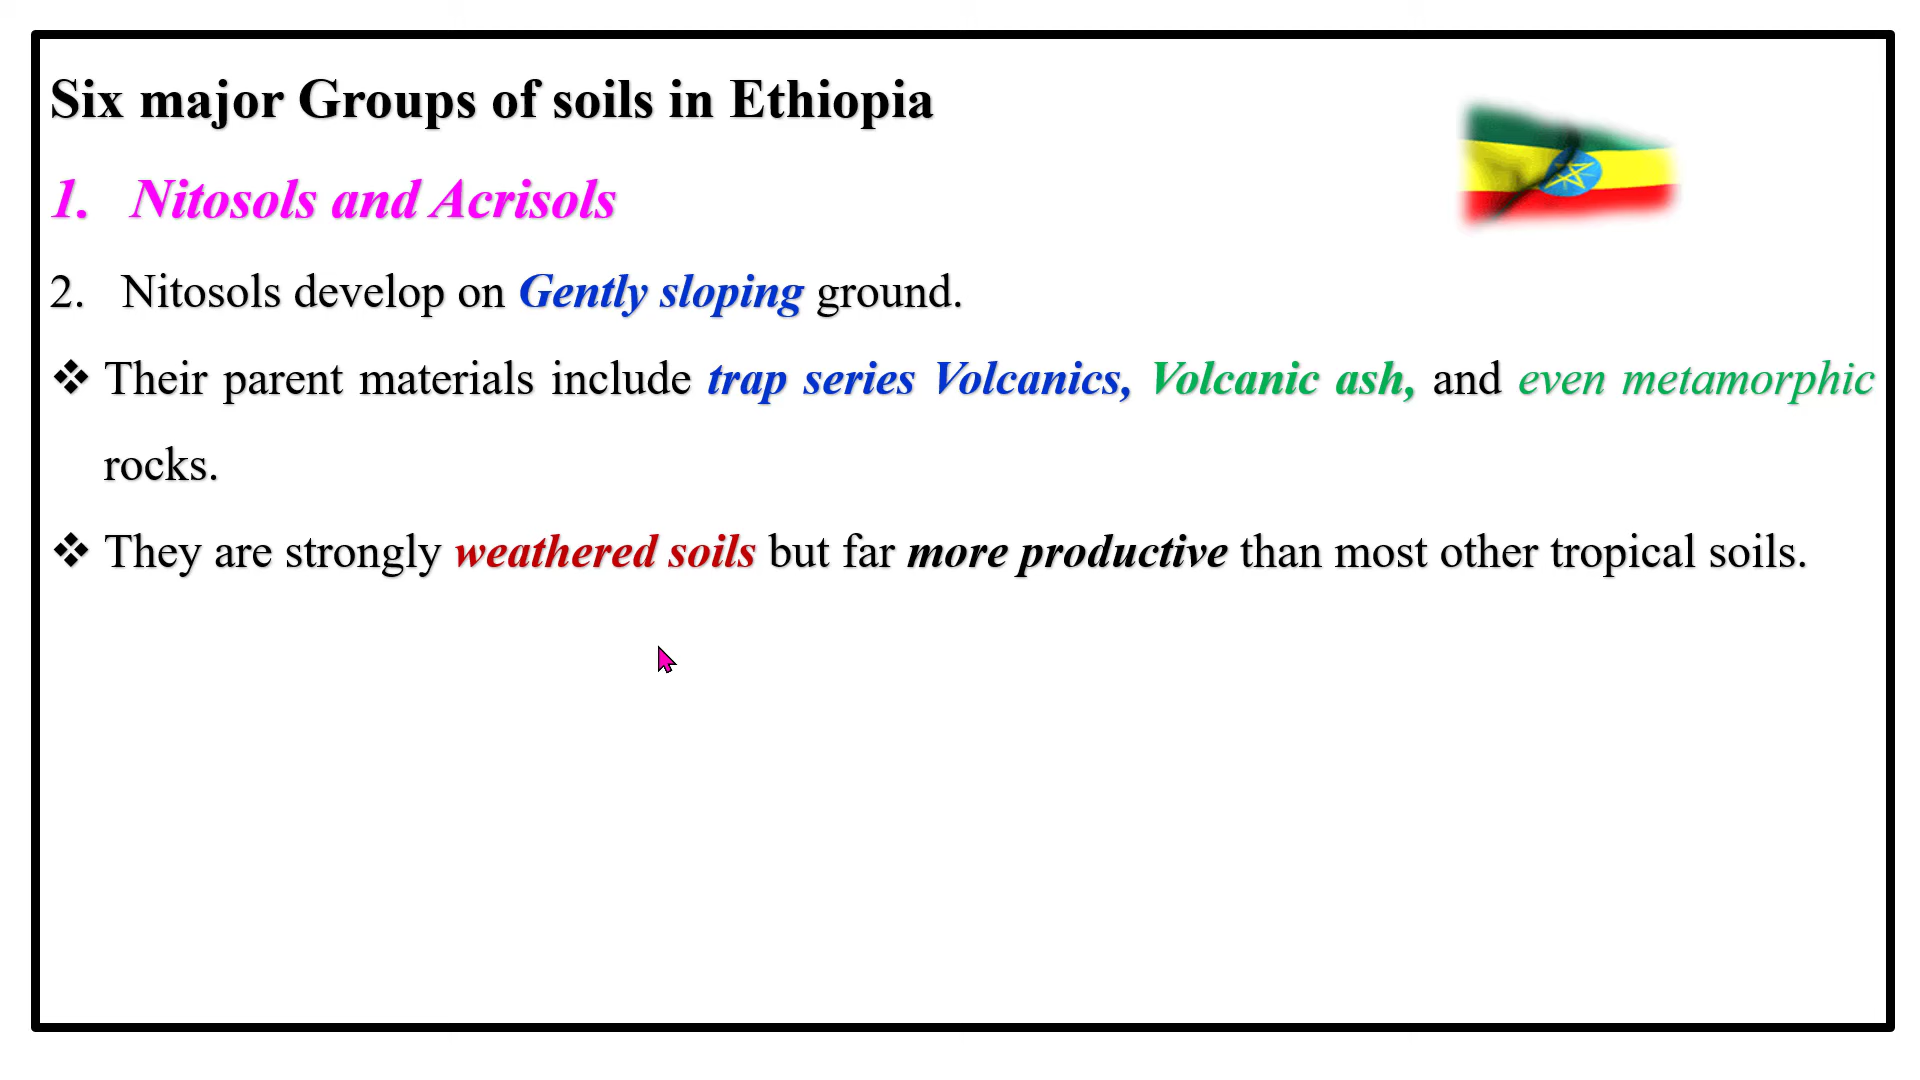 Six major Groups of soils in Ethiopia
1. Nitosols and Acrisols
2. Nitosols develop on Gently sloping ground.
❖ Their parent materials include trap series Volcanics, Volcanic ash, and even metamorphic
rocks.
❖ They are strongly weathered soils but far more productive than most other tropical soils.